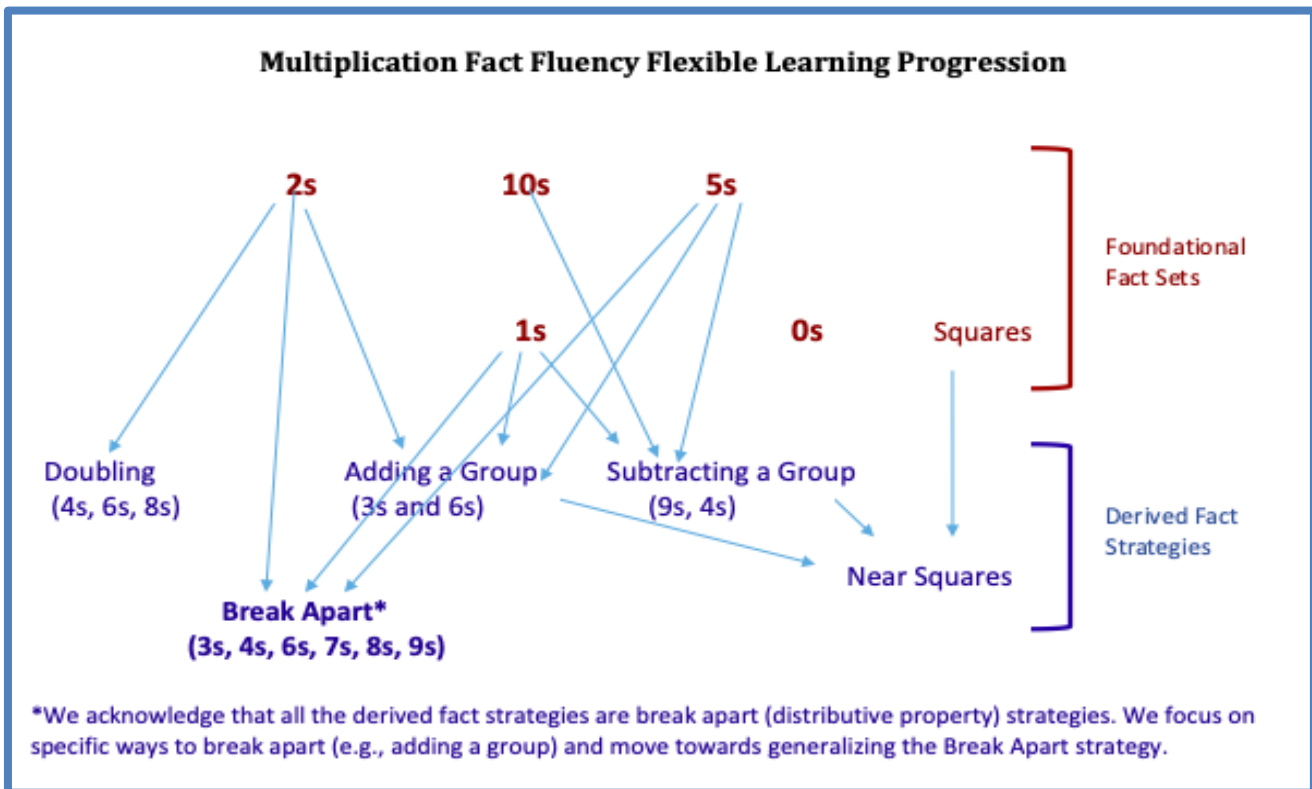 Multiplication Fact Fluency Flexible Learning Progression
2s
10s
5s
Foundational
Fact Sets
1s
0s
Squares
Doubling
(4s, 6s, 8s)
Adding a Group
(3s and 6s)
Subtracting a Group
(9s, 4s)
Derived Fact
Strategies
Near Squares
Break Apart*
(3s, 4s, 6s, 7s, 8s, 9s)
*We acknowledge that all the derived fact strategies are break apart (distributive property) strategies. We focus on
specific ways to break apart (e.g., adding a group) and move towards generalizing the Break Apart strategy.